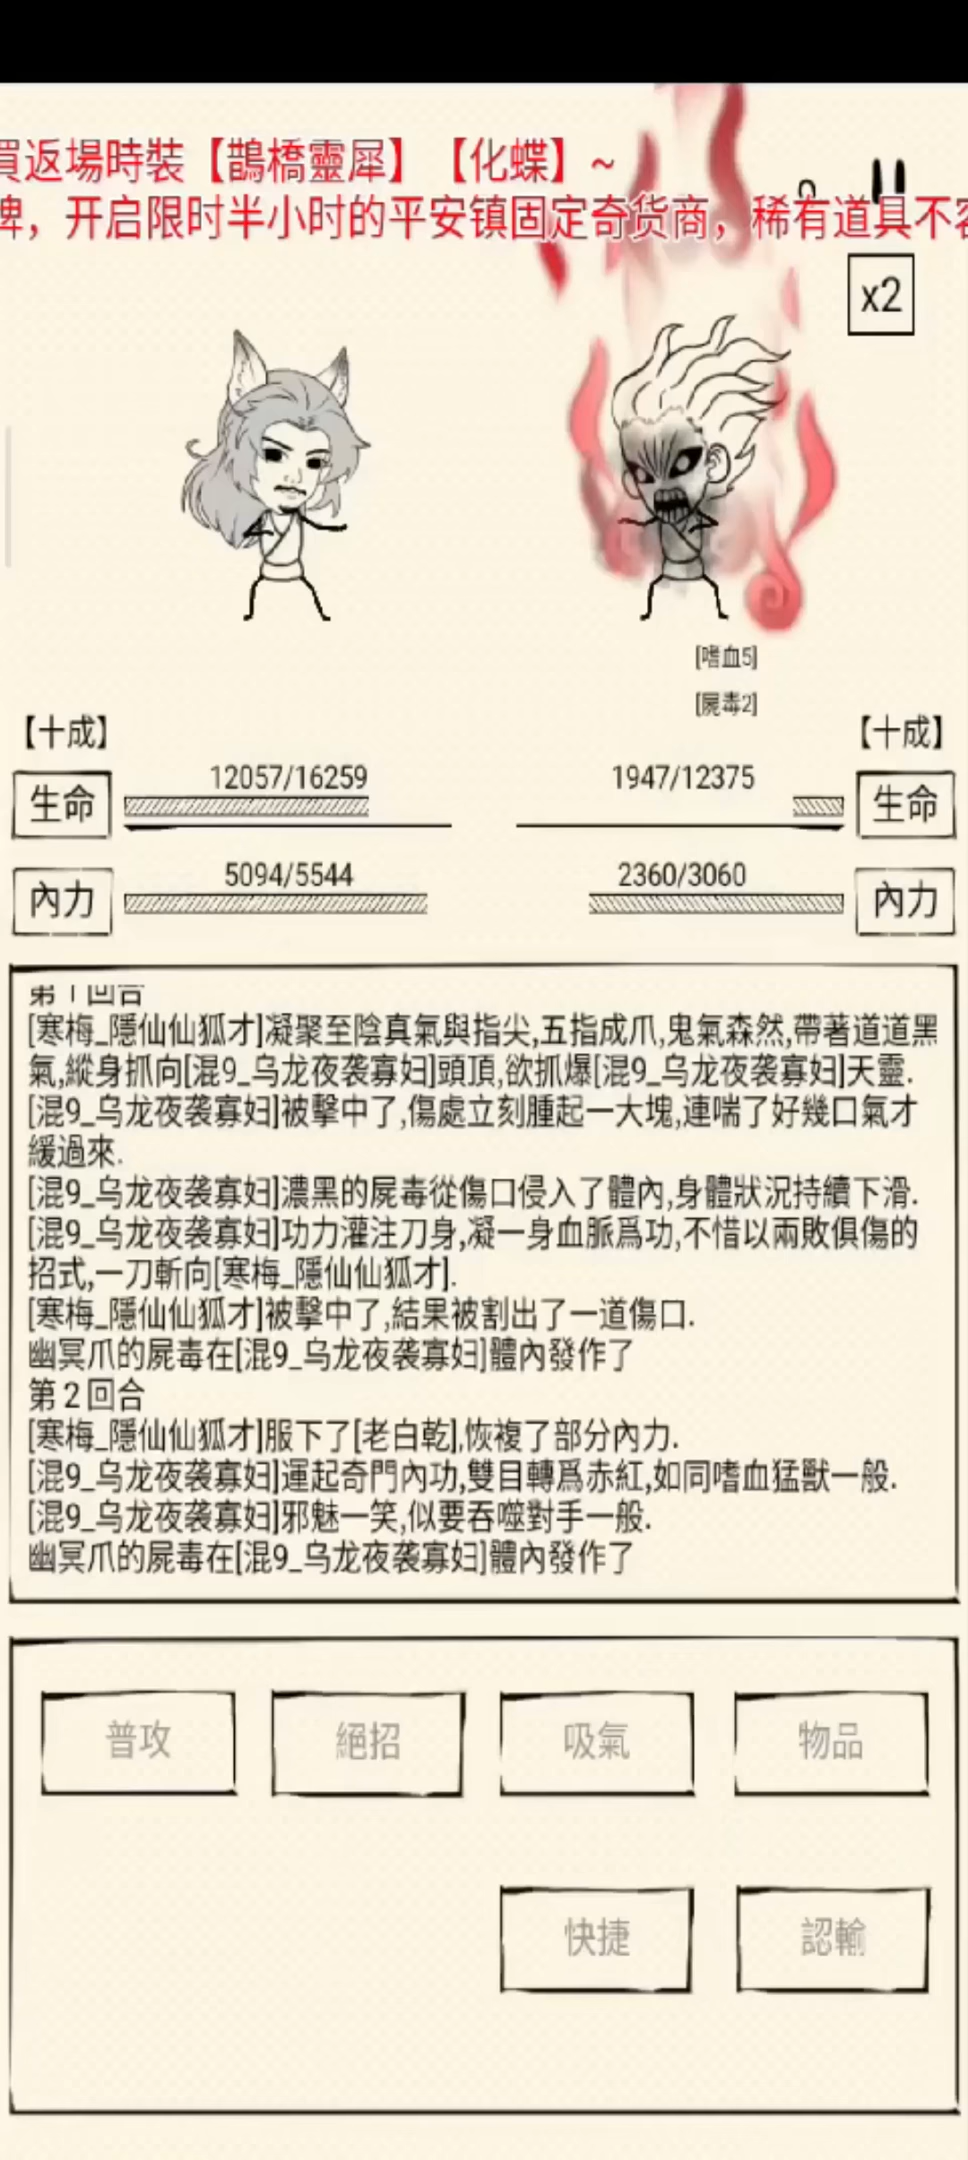 買返場時裝【鵲橋靈犀】【化蝶】~
牌，开启限时半小时的平安镇固定奇货商，稀有道具不容
x2
[嗜血5]
[屍毒2]
【十成】 【十成】
生命 12057/16259 1947/12375 生命
內力 5094/5544 2360/3060 內力
第1回合
[寒梅_隱仙仙狐才]凝聚至陰真氣與指尖,五指成爪,鬼氣森然,帶著道道黑
氣,縱身抓向[混9_乌龙夜袭寡妇]頭頂,欲抓爆[混9_乌龙夜袭寡妇]天靈.
[混9_乌龙夜袭寡妇]被擊中了,傷處立刻腫起一大塊,連喘了好幾口氣才
緩過來.
[混9_乌龙夜袭寡妇]濃黑的屍毒從傷口侵入了體內,身體狀況持續下滑.
[混9_乌龙夜袭寡妇]功力灌注刀身,凝一身血脈爲功,不惜以兩敗俱傷的
招式,一刀斬向[寒梅_隱仙仙狐才].
[寒梅_隱仙仙狐才]被擊中了,結果被割出了一道傷口.
幽冥爪的屍毒在[混9_乌龙夜袭寡妇]體內發作了
第2回合
[寒梅_隱仙仙狐才]服下了[老白乾],恢複了部分內力.
[混9_乌龙夜袭寡妇]運起奇門內功,雙目轉爲赤紅,如同嗜血猛獸一般.
[混9_乌龙夜袭寡妇]邪魅一笑,似要吞噬對手一般.
幽冥爪的屍毒在[混9_乌龙夜袭寡妇]體內發作了
普攻 絕招 吸氣 物品
快捷 認輸